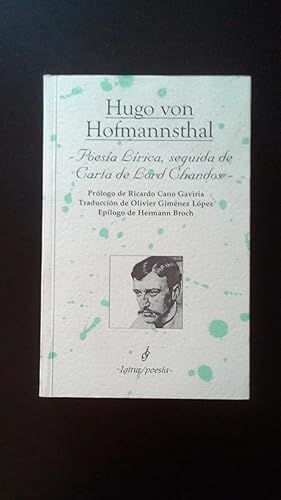 Hugo von
Hofmannsthal
-Poesía Lírica, seguida de
"Carta de Lord Chandos"-
Prólogo de Ricardo Cano Gaviria
Traducción de Olivier Giménez López
Epílogo de Hermann Broch
-Igitur/poesía-